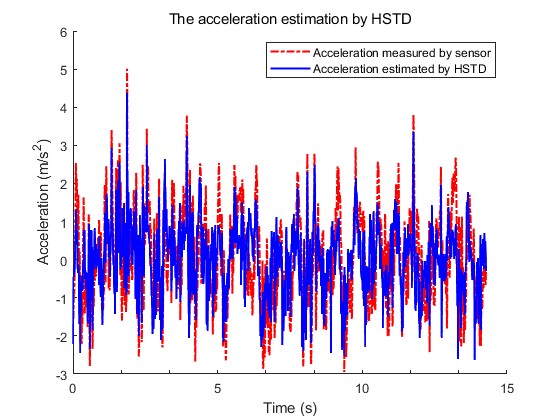 The acceleration estimation by HSTD
Acceleration measured by sensor
Acceleration estimated by HSTD
Acceleration (m/s²)
6
5
4
3
2
1
0
-1
-2
-3
0
5
10
15
Time (s)